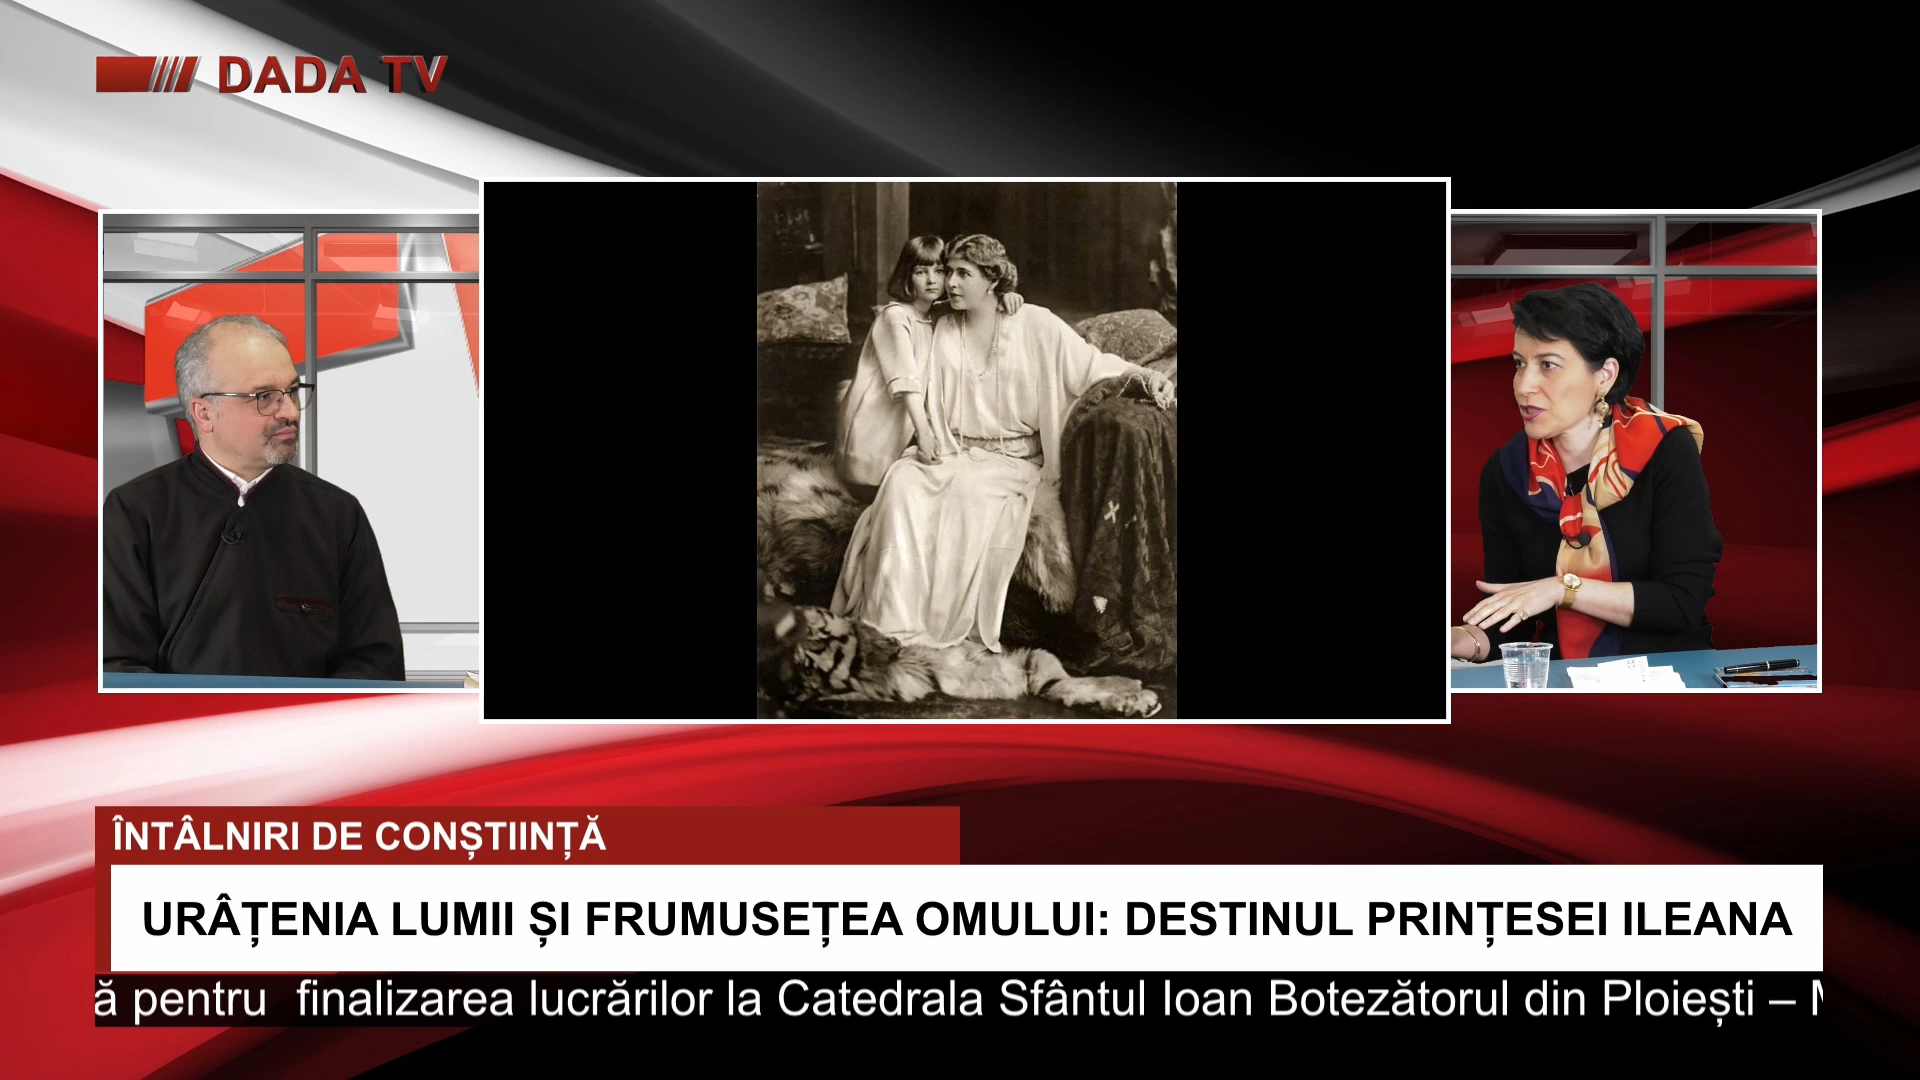 DADA TV
ÎNTÂLNIRI DE CONȘTIINȚĂ
URÂȚENIA LUMII ȘI FRUMUSEȚEA OMULUI: DESTINUL PRINȚESEI ILEANA
ă pentru finalizarea lucrărilor la Catedrala Sfântul Ioan Botezătorul din Ploiești –